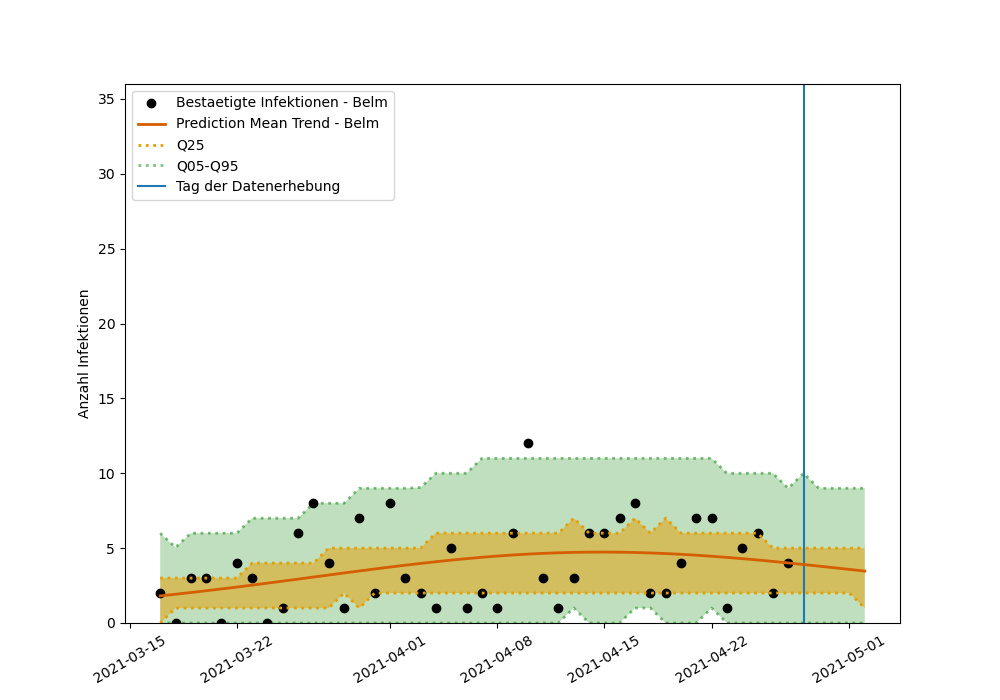 35
30
25
20
15
10
5
0
Anzahl Infektionen
Bestaetigte Infektionen - Belm
Prediction Mean Trend - Belm
Q25
Q05-Q95
Tag der Datenerhebung
2021-03-15
2021-03-22
2021-04-01
2021-04-08
2021-04-15
2021-04-22
2021-05-01